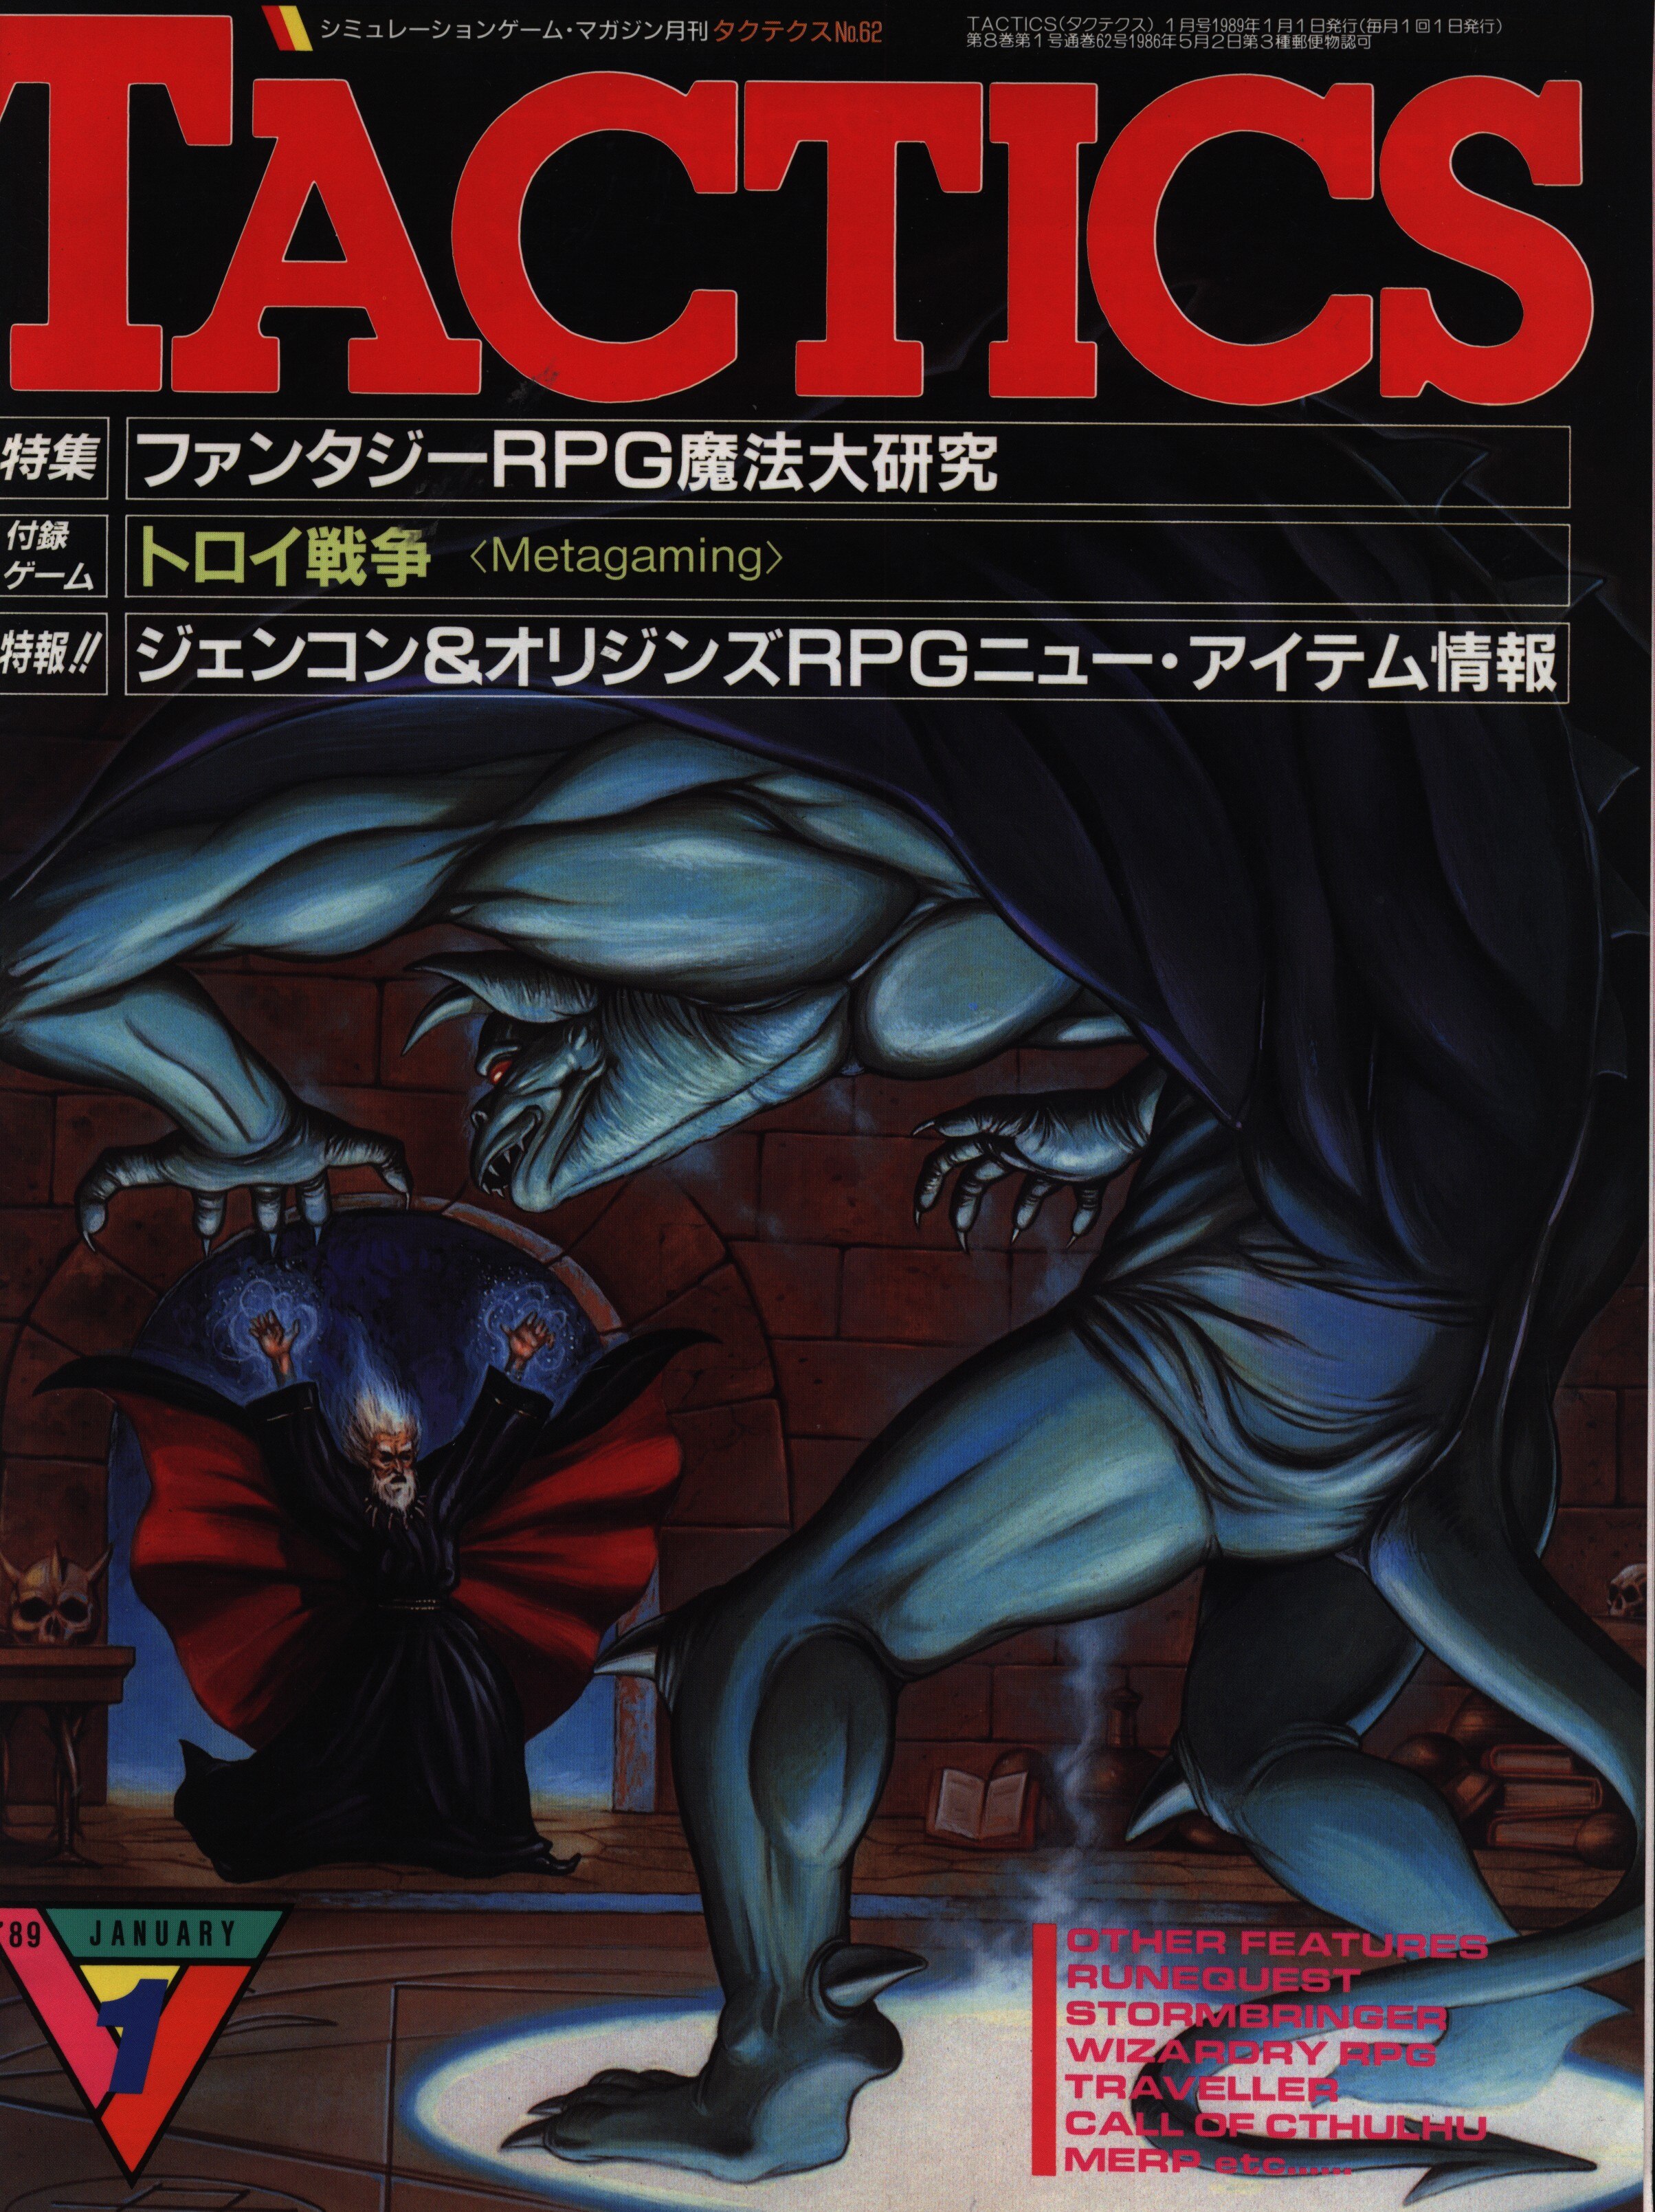 シミュレーションゲーム・マガジン月刊タクテクスNo.62
TACTICS(タクテクス) 1月号1989年1月1日発行(毎月1回1日発行)
第8巻第1号通巻62号1986年5月2日第3種郵便物認可
TACTICS
特集
ファンタジーRPG魔法大研究
付録
ゲーム
トロイ戦争〈Metagaming〉
特報!!
ジェンコン&オリジンズRPGニュー・アイテム情報
'89 JANUARY
1
OTHER FEATURES
RUNEQUEST
STORMBRINGER
WIZARDRY RPG
TRAVELLER
CALL OF CTHULHU
MERP etc......